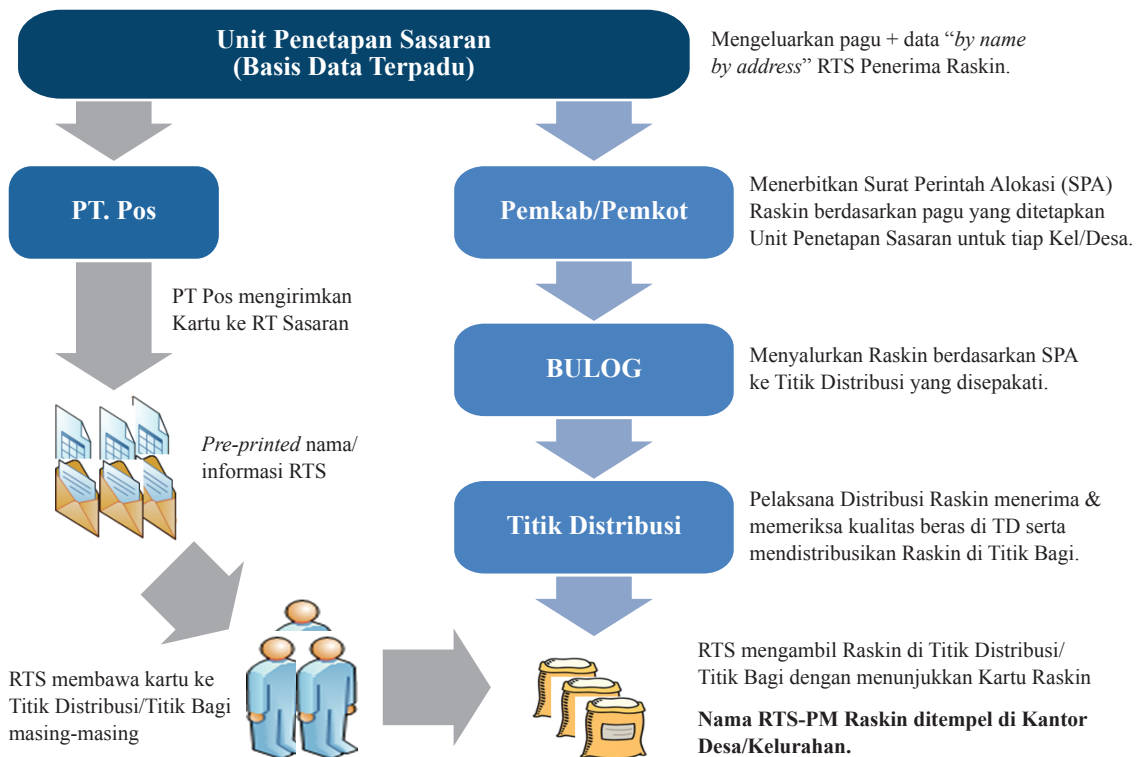 Unit Penetapan Sasaran
(Basis Data Terpadu)
Mengeluarkan pagu + data “by name
by address” RTS Penerima Raskin.
PT. Pos
Pemkab/Pemkot
Menerbitkan Surat Perintah Alokasi (SPA)
Raskin berdasarkan pagu yang ditetapkan
Unit Penetapan Sasaran untuk tiap Kel/Desa.
PT Pos mengirimkan
Kartu ke RT Sasaran
BULOG
Menyalurkan Raskin berdasarkan SPA
ke Titik Distribusi yang disepakati.
Pre-printed nama/
informasi RTS
Titik Distribusi
Pelaksana Distribusi Raskin menerima &
memeriksa kualitas beras di TD serta
mendistribusikan Raskin di Titik Bagi.
RTS membawa kartu ke
Titik Distribusi/Titik Bagi
masing-masing
RTS mengambil Raskin di Titik Distribusi/
Titik Bagi dengan menunjukkan Kartu Raskin
Nama RTS-PM Raskin ditempel di Kantor
Desa/Kelurahan.